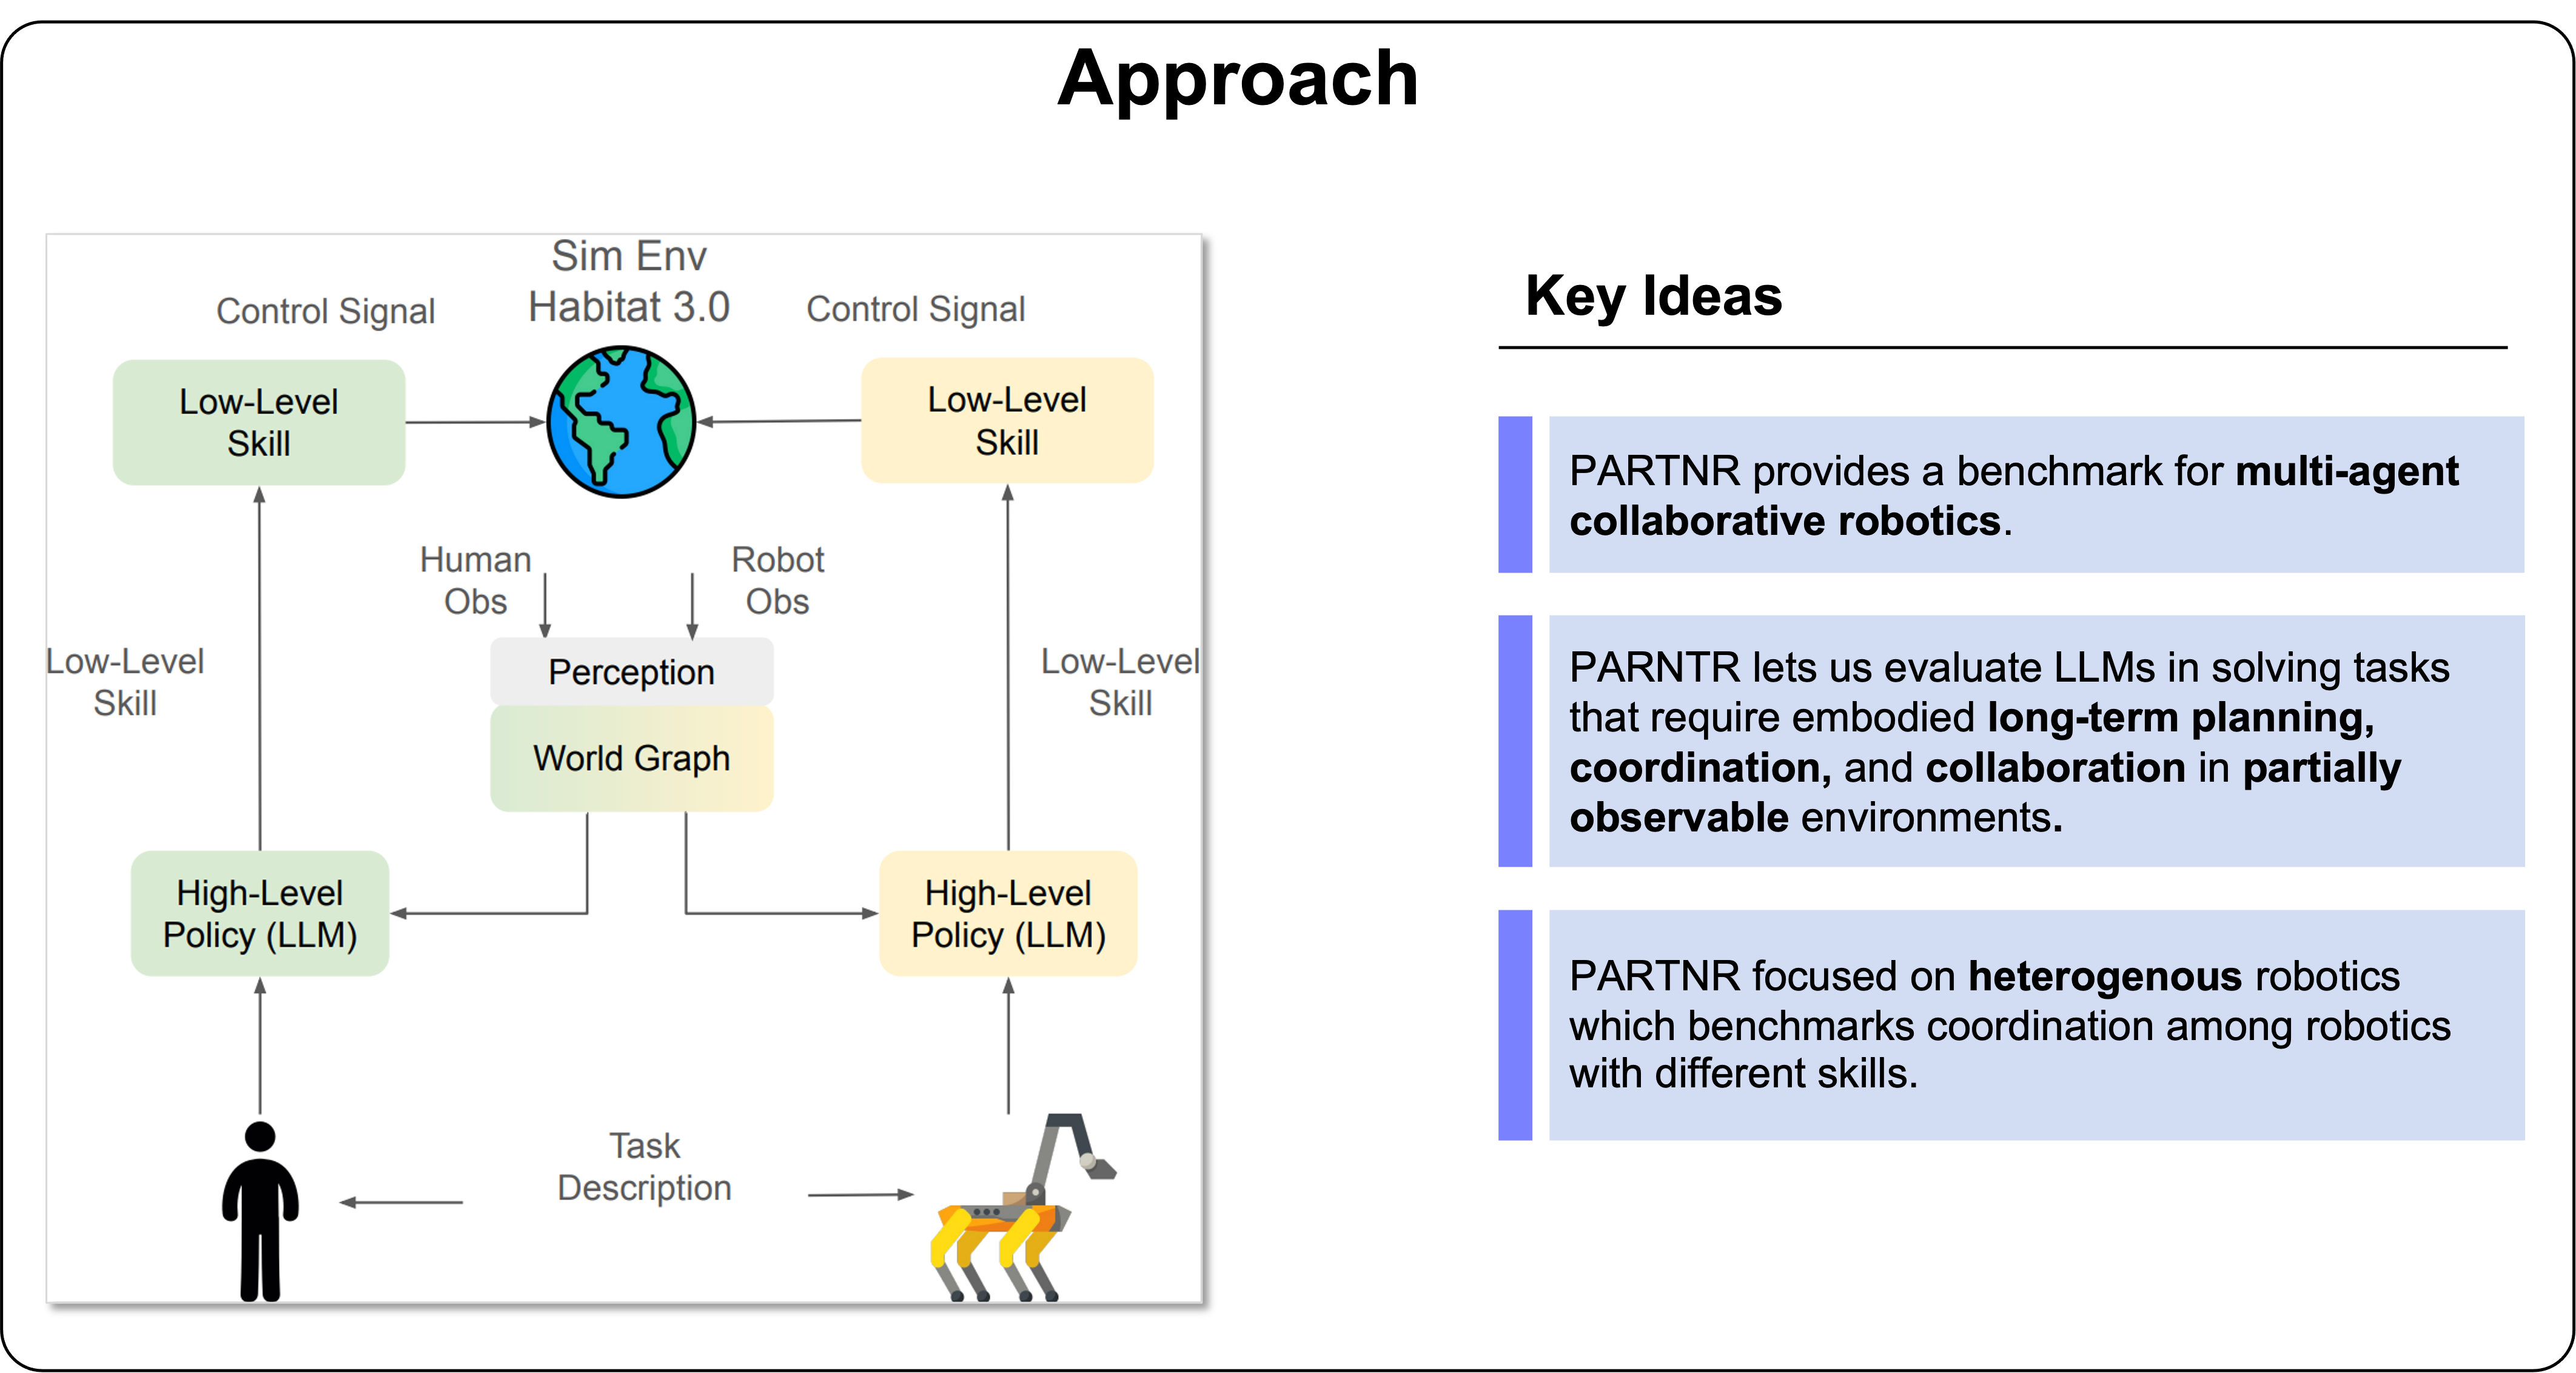 Approach
Sim Env
Habitat 3.0
Control Signal
Control Signal
Low-Level
Skill
Low-Level
Skill
Human
Obs
Robot
Obs
Low-Level
Skill
Perception
Low-Level
Skill
World Graph
High-Level
Policy (LLM)
High-Level
Policy (LLM)
Task
Description
Key Ideas
PARTNR provides a benchmark for multi-agent
collaborative robotics.
PARNTR lets us evaluate LLMs in solving tasks
that require embodied long-term planning,
coordination, and collaboration in partially
observable environments.
PARTNR focused on heterogenous robotics
which benchmarks coordination among robotics
with different skills.